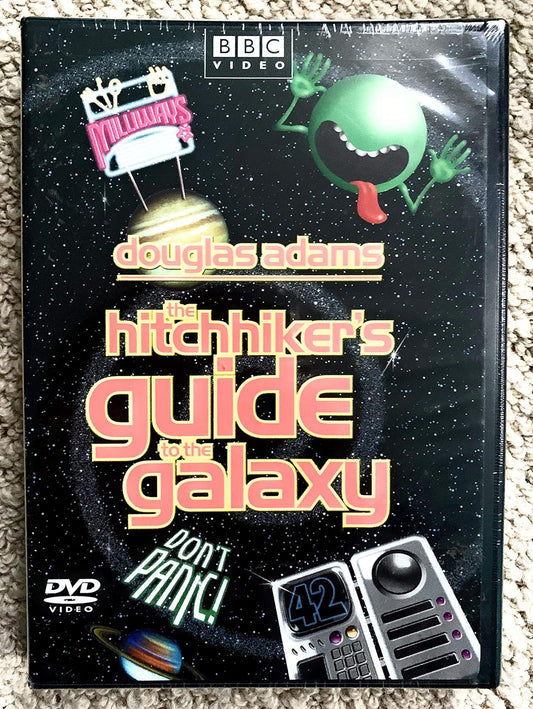 BBC
VIDEO
MILLIWAYS
douglas adams
the
hitchhiker's
guide
to the
galaxy
DON'T
PANIC!
42
DVD
VIDEO